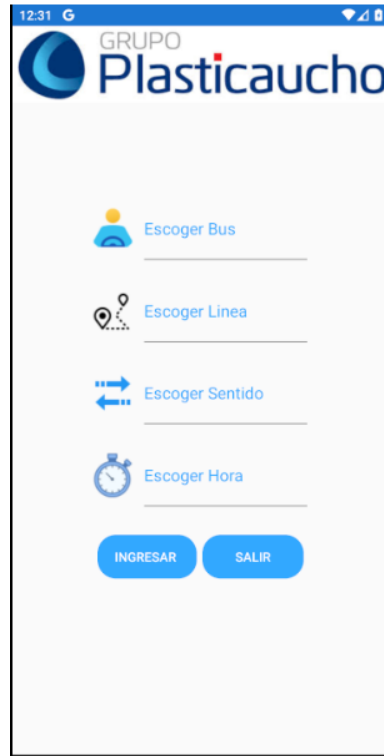 12:31 G
GRUPO
Plasticaucho
Escoger Bus
Escoger Linea
Escoger Sentido
Escoger Hora
INGRESAR SALIR